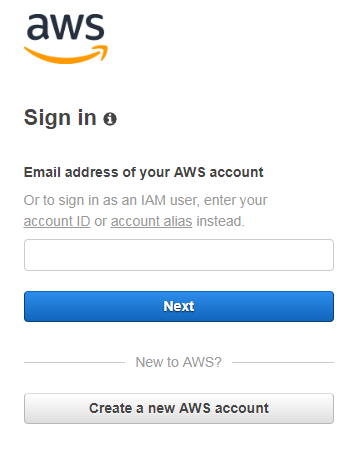 aws
Sign in
Email address of your AWS account
Or to sign in as an IAM user, enter your
account ID or account alias instead.
Next
New to AWS?
Create a new AWS account